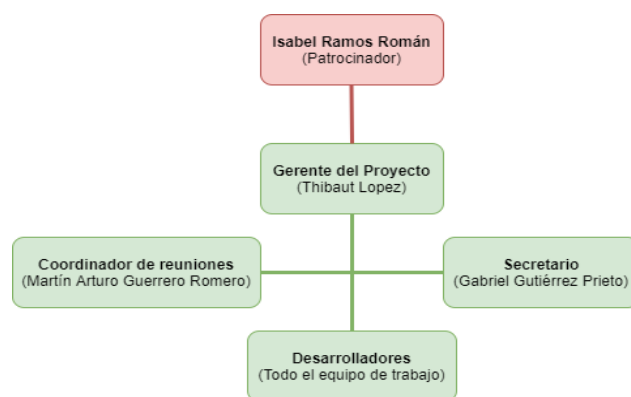 Isabel Ramos Román
(Patrocinador)
Gerente del Proyecto
(Thibaut Lopez)
Coordinador de reuniones
(Martín Arturo Guerrero Romero)
Secretario
(Gabriel Gutiérrez Prieto)
Desarrolladores
(Todo el equipo de trabajo)